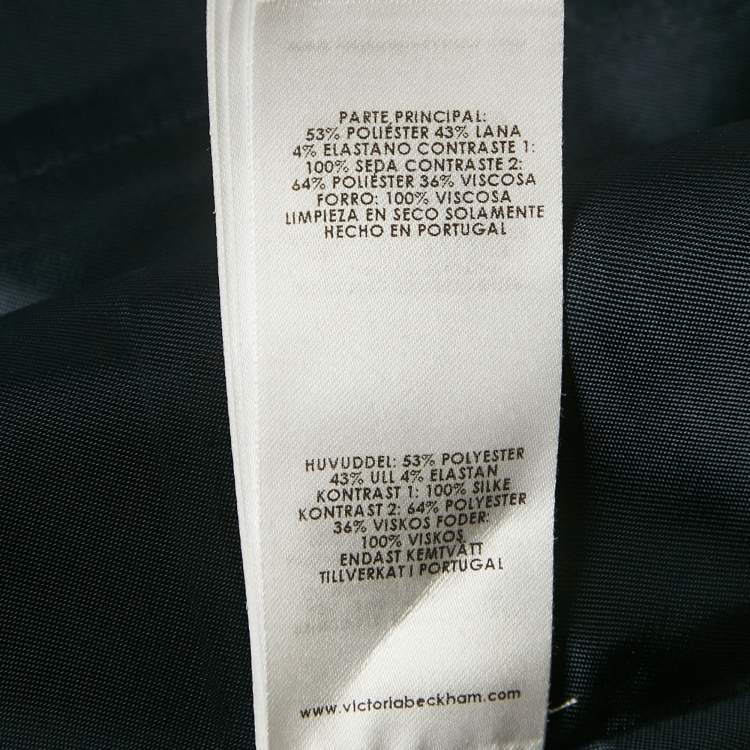 PARTE PRINCIPAL:
53% POLIÉSTER 43% LANA
4% ELASTANO CONTRASTE 1:
100% SEDA CONTRASTE 2:
64% POLIÉSTER 36% VISCOSA
FORRO: 100% VISCOSA
LIMPIEZA EN SECO SOLAMENTE
HECHO EN PORTUGAL
HUVUDDEL: 53% POLYESTER
43% ULL 4% ELASTAN
KONTRAST 1: 100% SILKE
KONTRAST 2: 64% POLYESTER
36% VISKOS FODER:
100% VISKOS
ENDAST KEMTVÄTT
TILLVERKAT I PORTUGAL
www.victoriabeckham.com